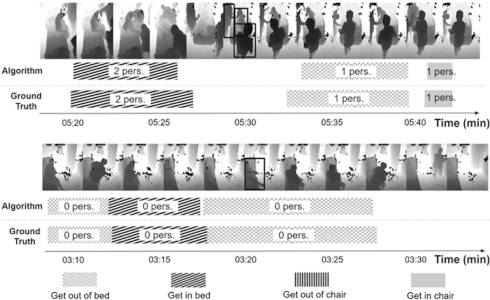 Algorithm 2 pers. 1 pers. 1 pers.
Ground Truth 2 pers. 1 pers. 1 pers.
05:20 05:25 05:30 05:35 05:40 Time (min)
Algorithm 0 pers. 0 pers. 0 pers.
Ground Truth 0 pers. 0 pers. 0 pers.
03:10 03:15 03:20 03:25 03:30 Time (min)
Get out of bed Get in bed Get out of chair Get in chair